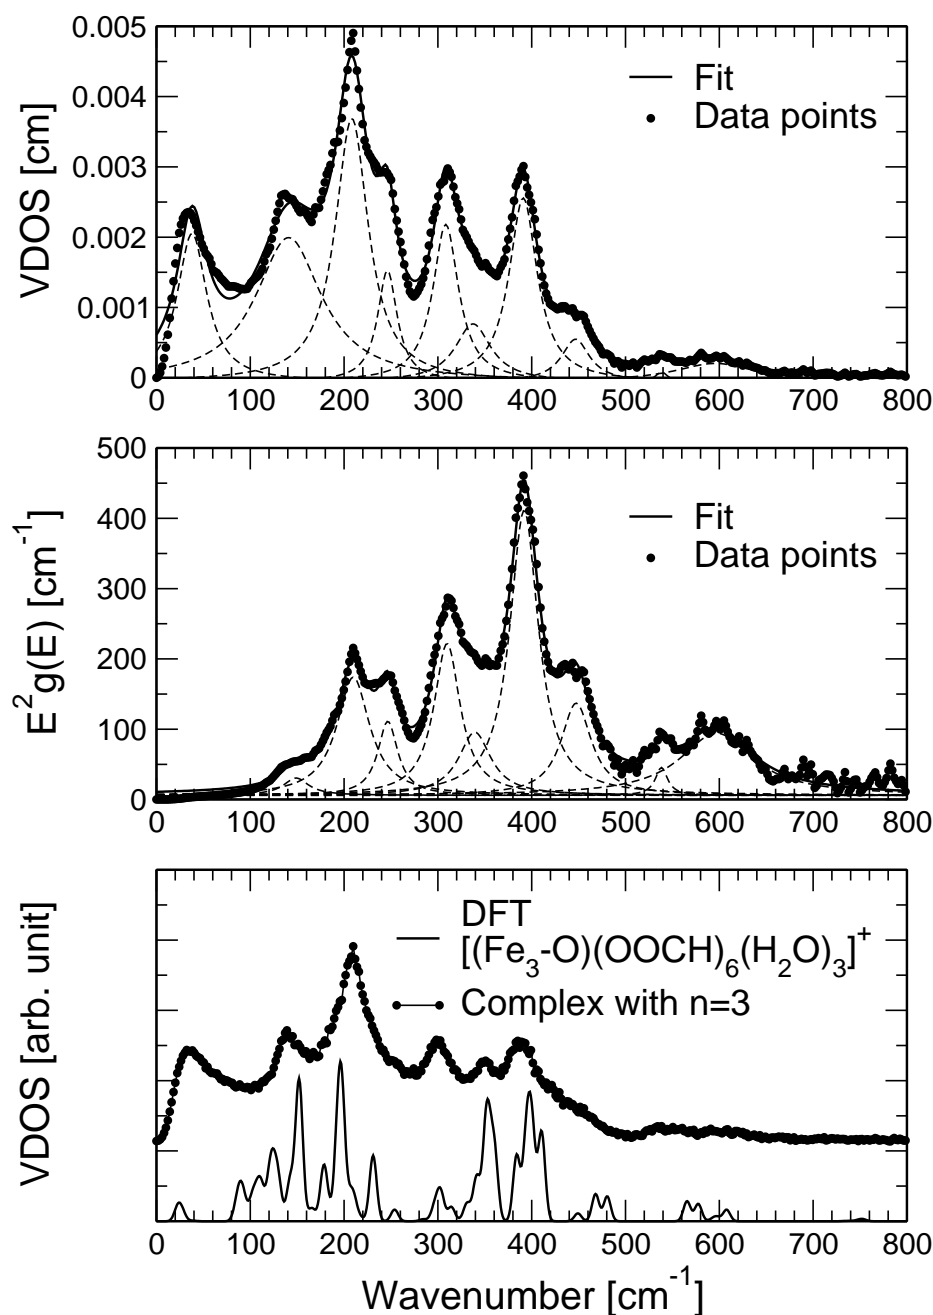 0.005
0.004
0.003
0.002
0.001
0
VDOS [cm]
Fit
Data points
0 100 200 300 400 500 600 700 800
500
400
300
200
100
0
E²g(E) [cm⁻¹]
Fit
Data points
0 100 200 300 400 500 600 700 800
VDOS [arb. unit]
DFT
[(Fe₃-O)(OOCH)₆(H₂O)₃]⁺
Complex with n=3
0 100 200 300 400 500 600 700 800
Wavenumber [cm⁻¹]